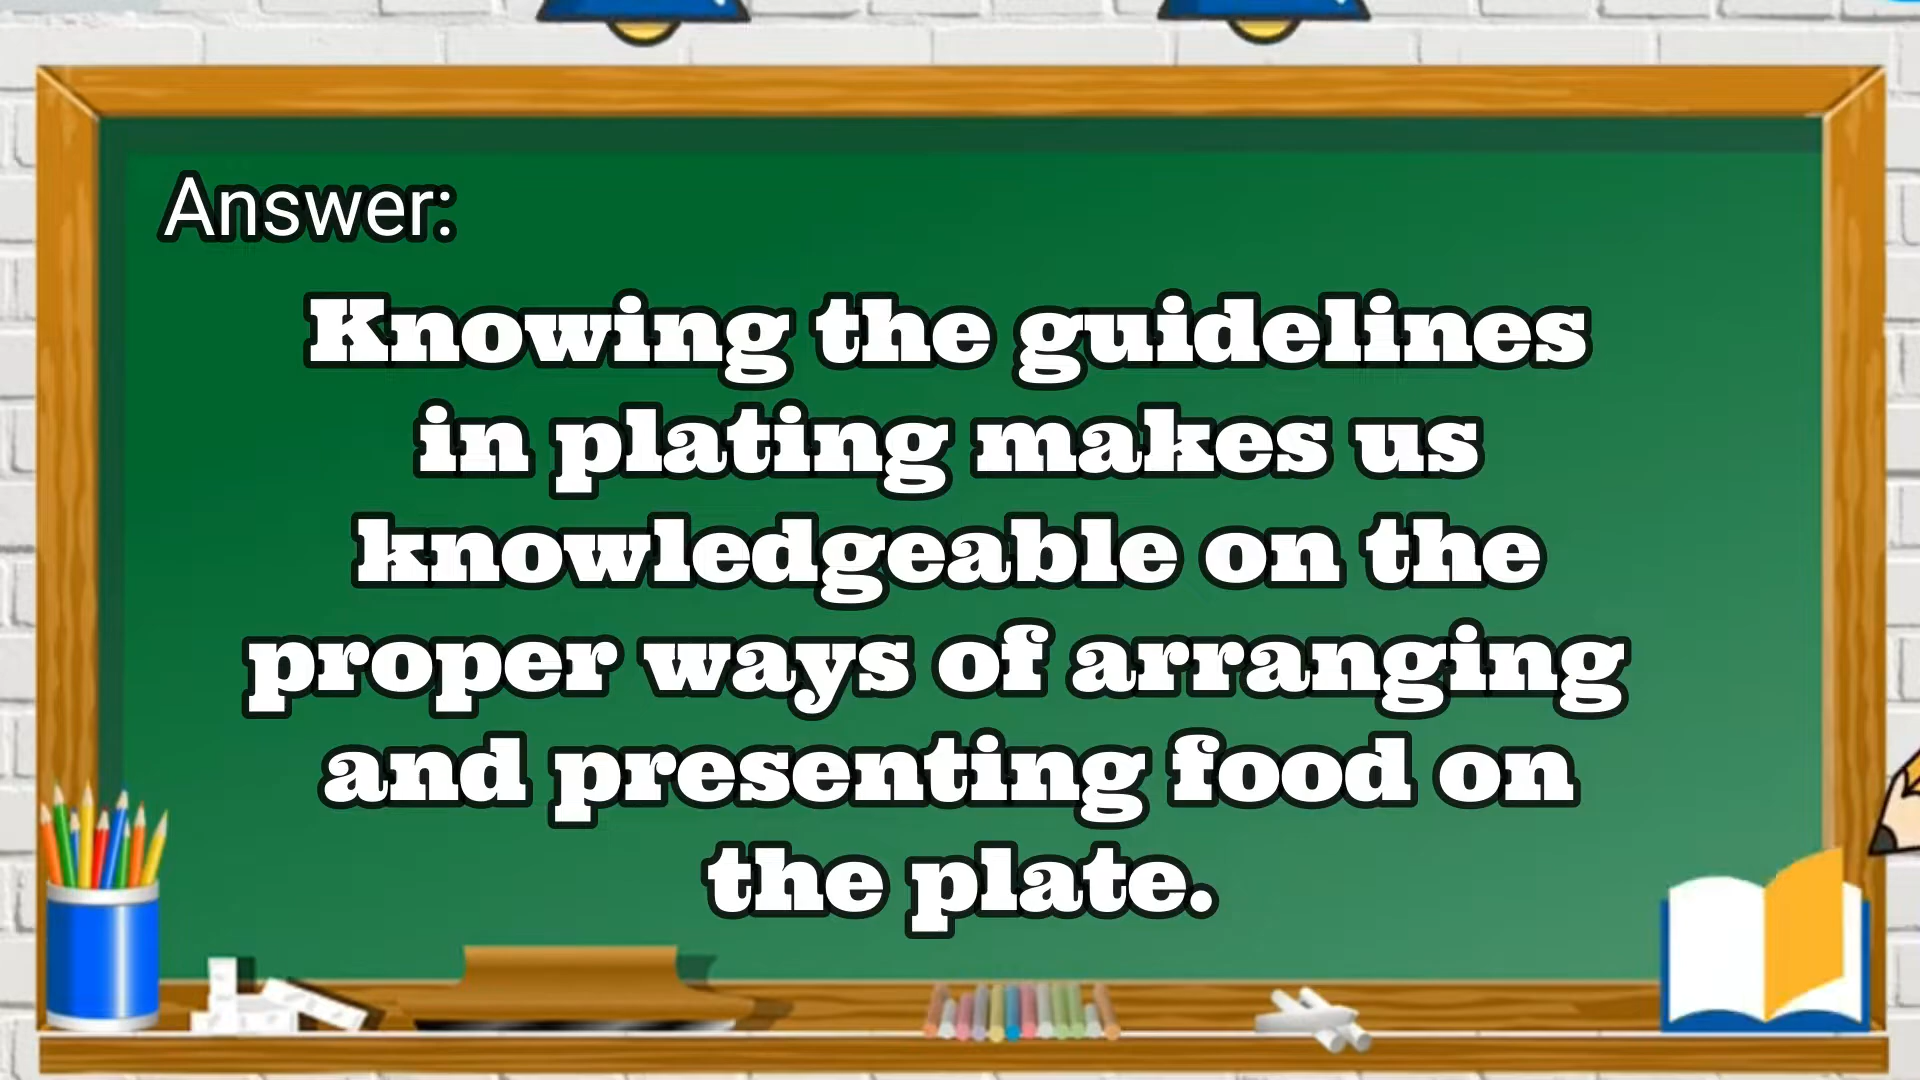 Answer:
Knowing the guidelines
in plating makes us
knowledgeable on the
proper ways of arranging
and presenting food on
the plate.